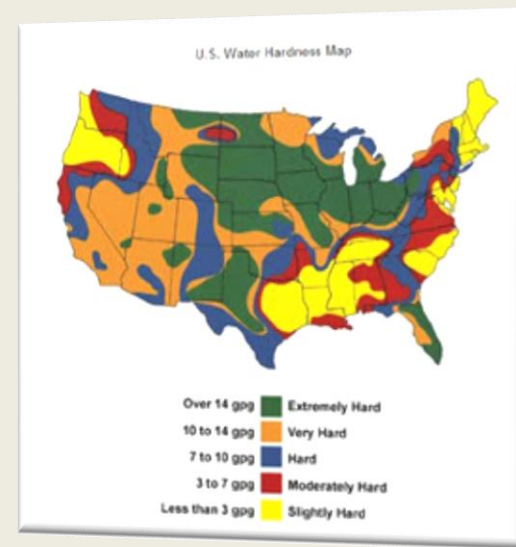 U.S. Water Hardness Map
Over 14 gpg Extremely Hard
10 to 14 gpg Very Hard
7 to 10 gpg Hard
3 to 7 gpg Moderately Hard
Less than 3 gpg Slightly Hard